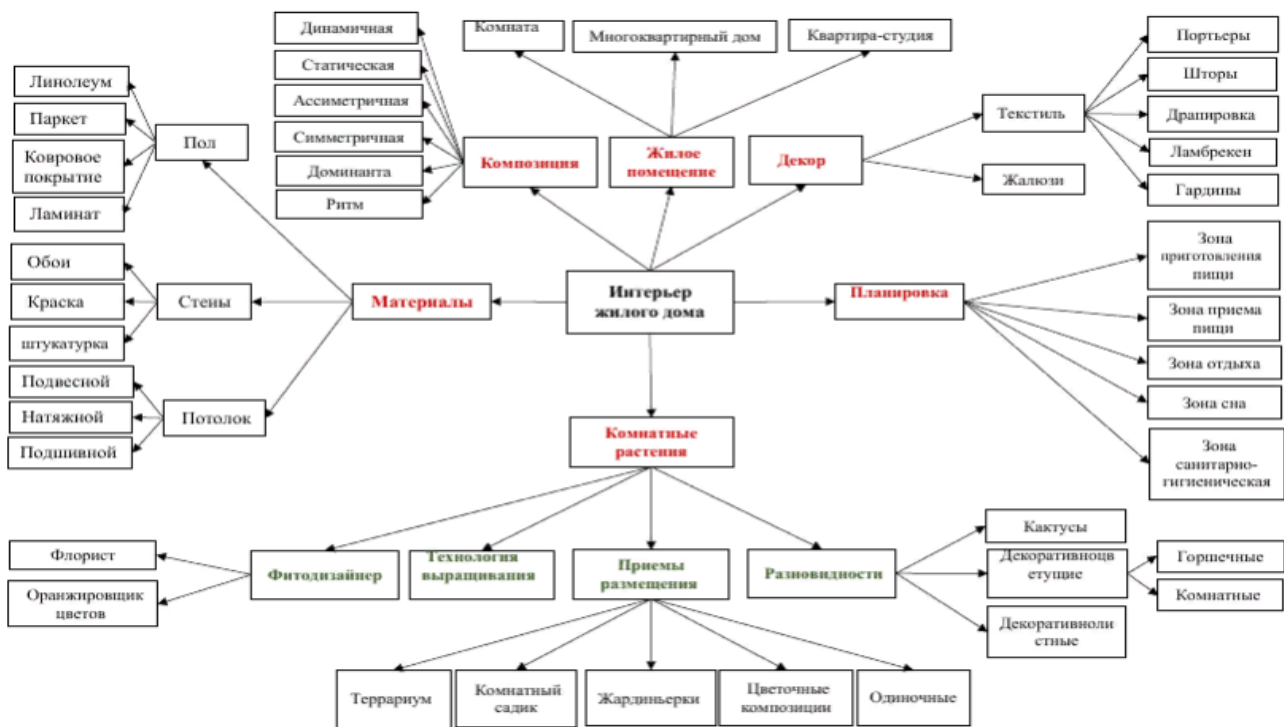 Динамичная
Статическая
Ассиметричная
Симметричная
Доминанта
Ритм
Композиция
Комната
Многоквартирный дом
Квартира-студия
Жилое
помещение
Декор
Текстиль
Жалюзи
Портьеры
Шторы
Драпировка
Ламбрекен
Гардины
Линолеум
Паркет
Ковровое
покрытие
Ламинат
Пол
Обои
Краска
штукатурка
Стены
Подвесной
Натяжной
Подшивной
Потолок
Материалы
Интерьер
жилого дома
Планировка
Зона
приготовления
пищи
Зона приема
пищи
Зона отдыха
Зона сна
Зона
санитарно-
гигиеническая
Комнатные
растения
Флорист
Оранжировщик
цветов
Фитодизайнер
Технология
выращивания
Приемы
размещения
Разновидности
Кактусы
Декоративноцв
етущие
Декоративноли
стные
Горшечные
Комнатные
Террариум
Комнатный
садик
Жардиньерки
Цветочные
композиции
Одиночные